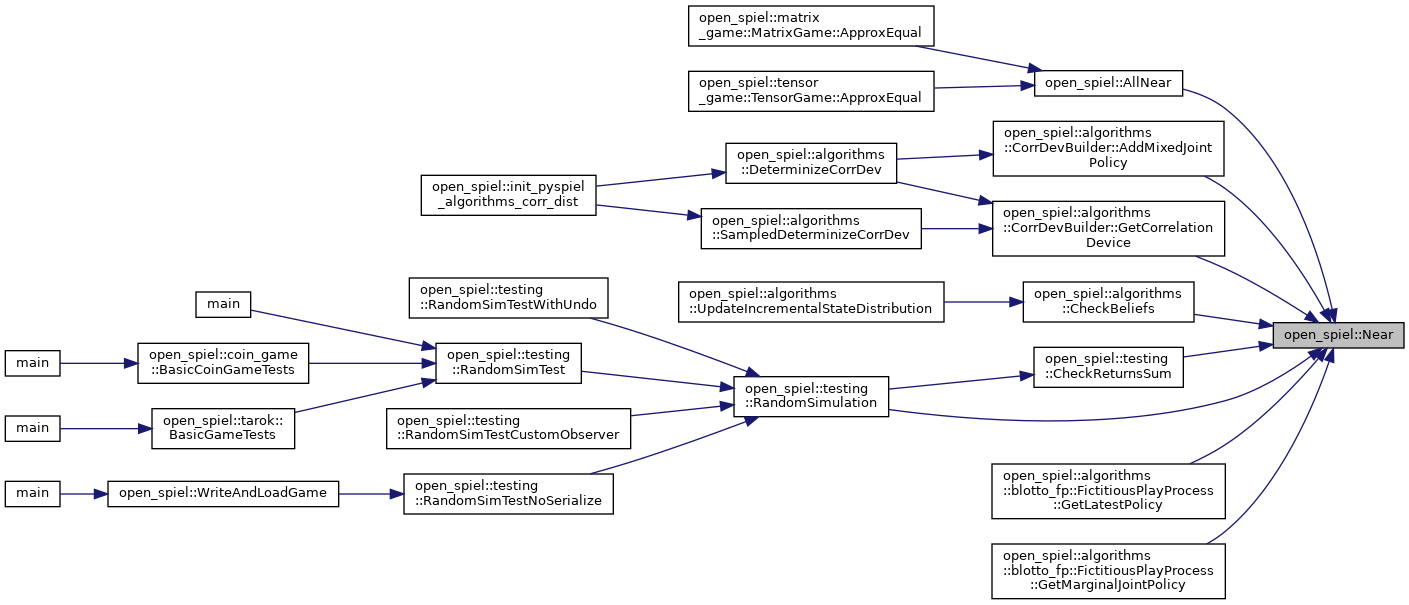 open_spiel::matrix
_game::MatrixGame::ApproxEqual
open_spiel::tensor
_game::TensorGame::ApproxEqual
open_spiel::AllNear
open_spiel::algorithms
::CorrDevBuilder::AddMixedJoint
Policy
open_spiel::algorithms
::DeterminizeCorrDev
open_spiel::init_pyspiel
_algorithms_corr_dist
open_spiel::algorithms
::SampledDeterminizeCorrDev
open_spiel::algorithms
::CorrDevBuilder::GetCorrelation
Device
open_spiel::testing
::RandomSimTestWithUndo
open_spiel::algorithms
::UpdateIncrementalStateDistribution
open_spiel::algorithms
::CheckBeliefs
open_spiel::Near
main
main
open_spiel::coin_game
::BasicCoinGameTests
open_spiel::testing
::RandomSimTest
open_spiel::testing
::CheckReturnsSum
open_spiel::testing
::RandomSimulation
main
open_spiel::tarok::
BasicGameTests
open_spiel::testing
::RandomSimTestCustomObserver
main
open_spiel::WriteAndLoadGame
open_spiel::testing
::RandomSimTestNoSerialize
open_spiel::algorithms
::blotto_fp::FictitiousPlayProcess
::GetLatestPolicy
open_spiel::algorithms
::blotto_fp::FictitiousPlayProcess
::GetMarginalJointPolicy